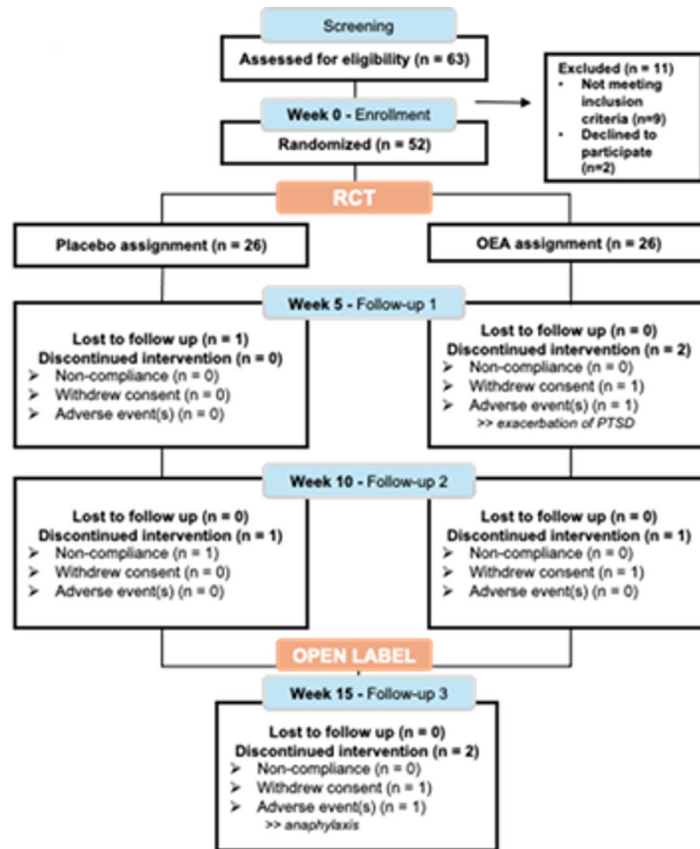 Screening
Assessed for eligibility (n = 63)
Excluded (n = 11)
• Not meeting
inclusion
criteria (n=9)
• Declined to
participate
(n=2)
Week 0 - Enrollment
Randomized (n = 52)
RCT
Placebo assignment (n = 26)
OEA assignment (n = 26)
Week 5 - Follow-up 1
Lost to follow up (n = 1)
Discontinued intervention (n = 0)
➢ Non-compliance (n = 0)
➢ Withdrew consent (n = 0)
➢ Adverse event(s) (n = 0)
Lost to follow up (n = 0)
Discontinued intervention (n = 2)
➢ Non-compliance (n = 0)
➢ Withdrew consent (n = 1)
➢ Adverse event(s) (n = 1)
>> exacerbation of PTSD
Week 10 - Follow-up 2
Lost to follow up (n = 0)
Discontinued intervention (n = 1)
➢ Non-compliance (n = 1)
➢ Withdrew consent (n = 0)
➢ Adverse event(s) (n = 0)
Lost to follow up (n = 0)
Discontinued intervention (n = 1)
➢ Non-compliance (n = 0)
➢ Withdrew consent (n = 1)
➢ Adverse event(s) (n = 0)
OPEN LABEL
Week 15 - Follow-up 3
Lost to follow up (n = 0)
Discontinued intervention (n = 2)
➢ Non-compliance (n = 0)
➢ Withdrew consent (n = 1)
➢ Adverse event(s) (n = 1)
>> anaphylaxis